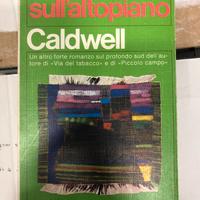 sull'altopiano
Caldwell
Un altro forte romanzo sul profondo sud dell'au-
tore di «Via del tabacco» e di «Piccolo campo»